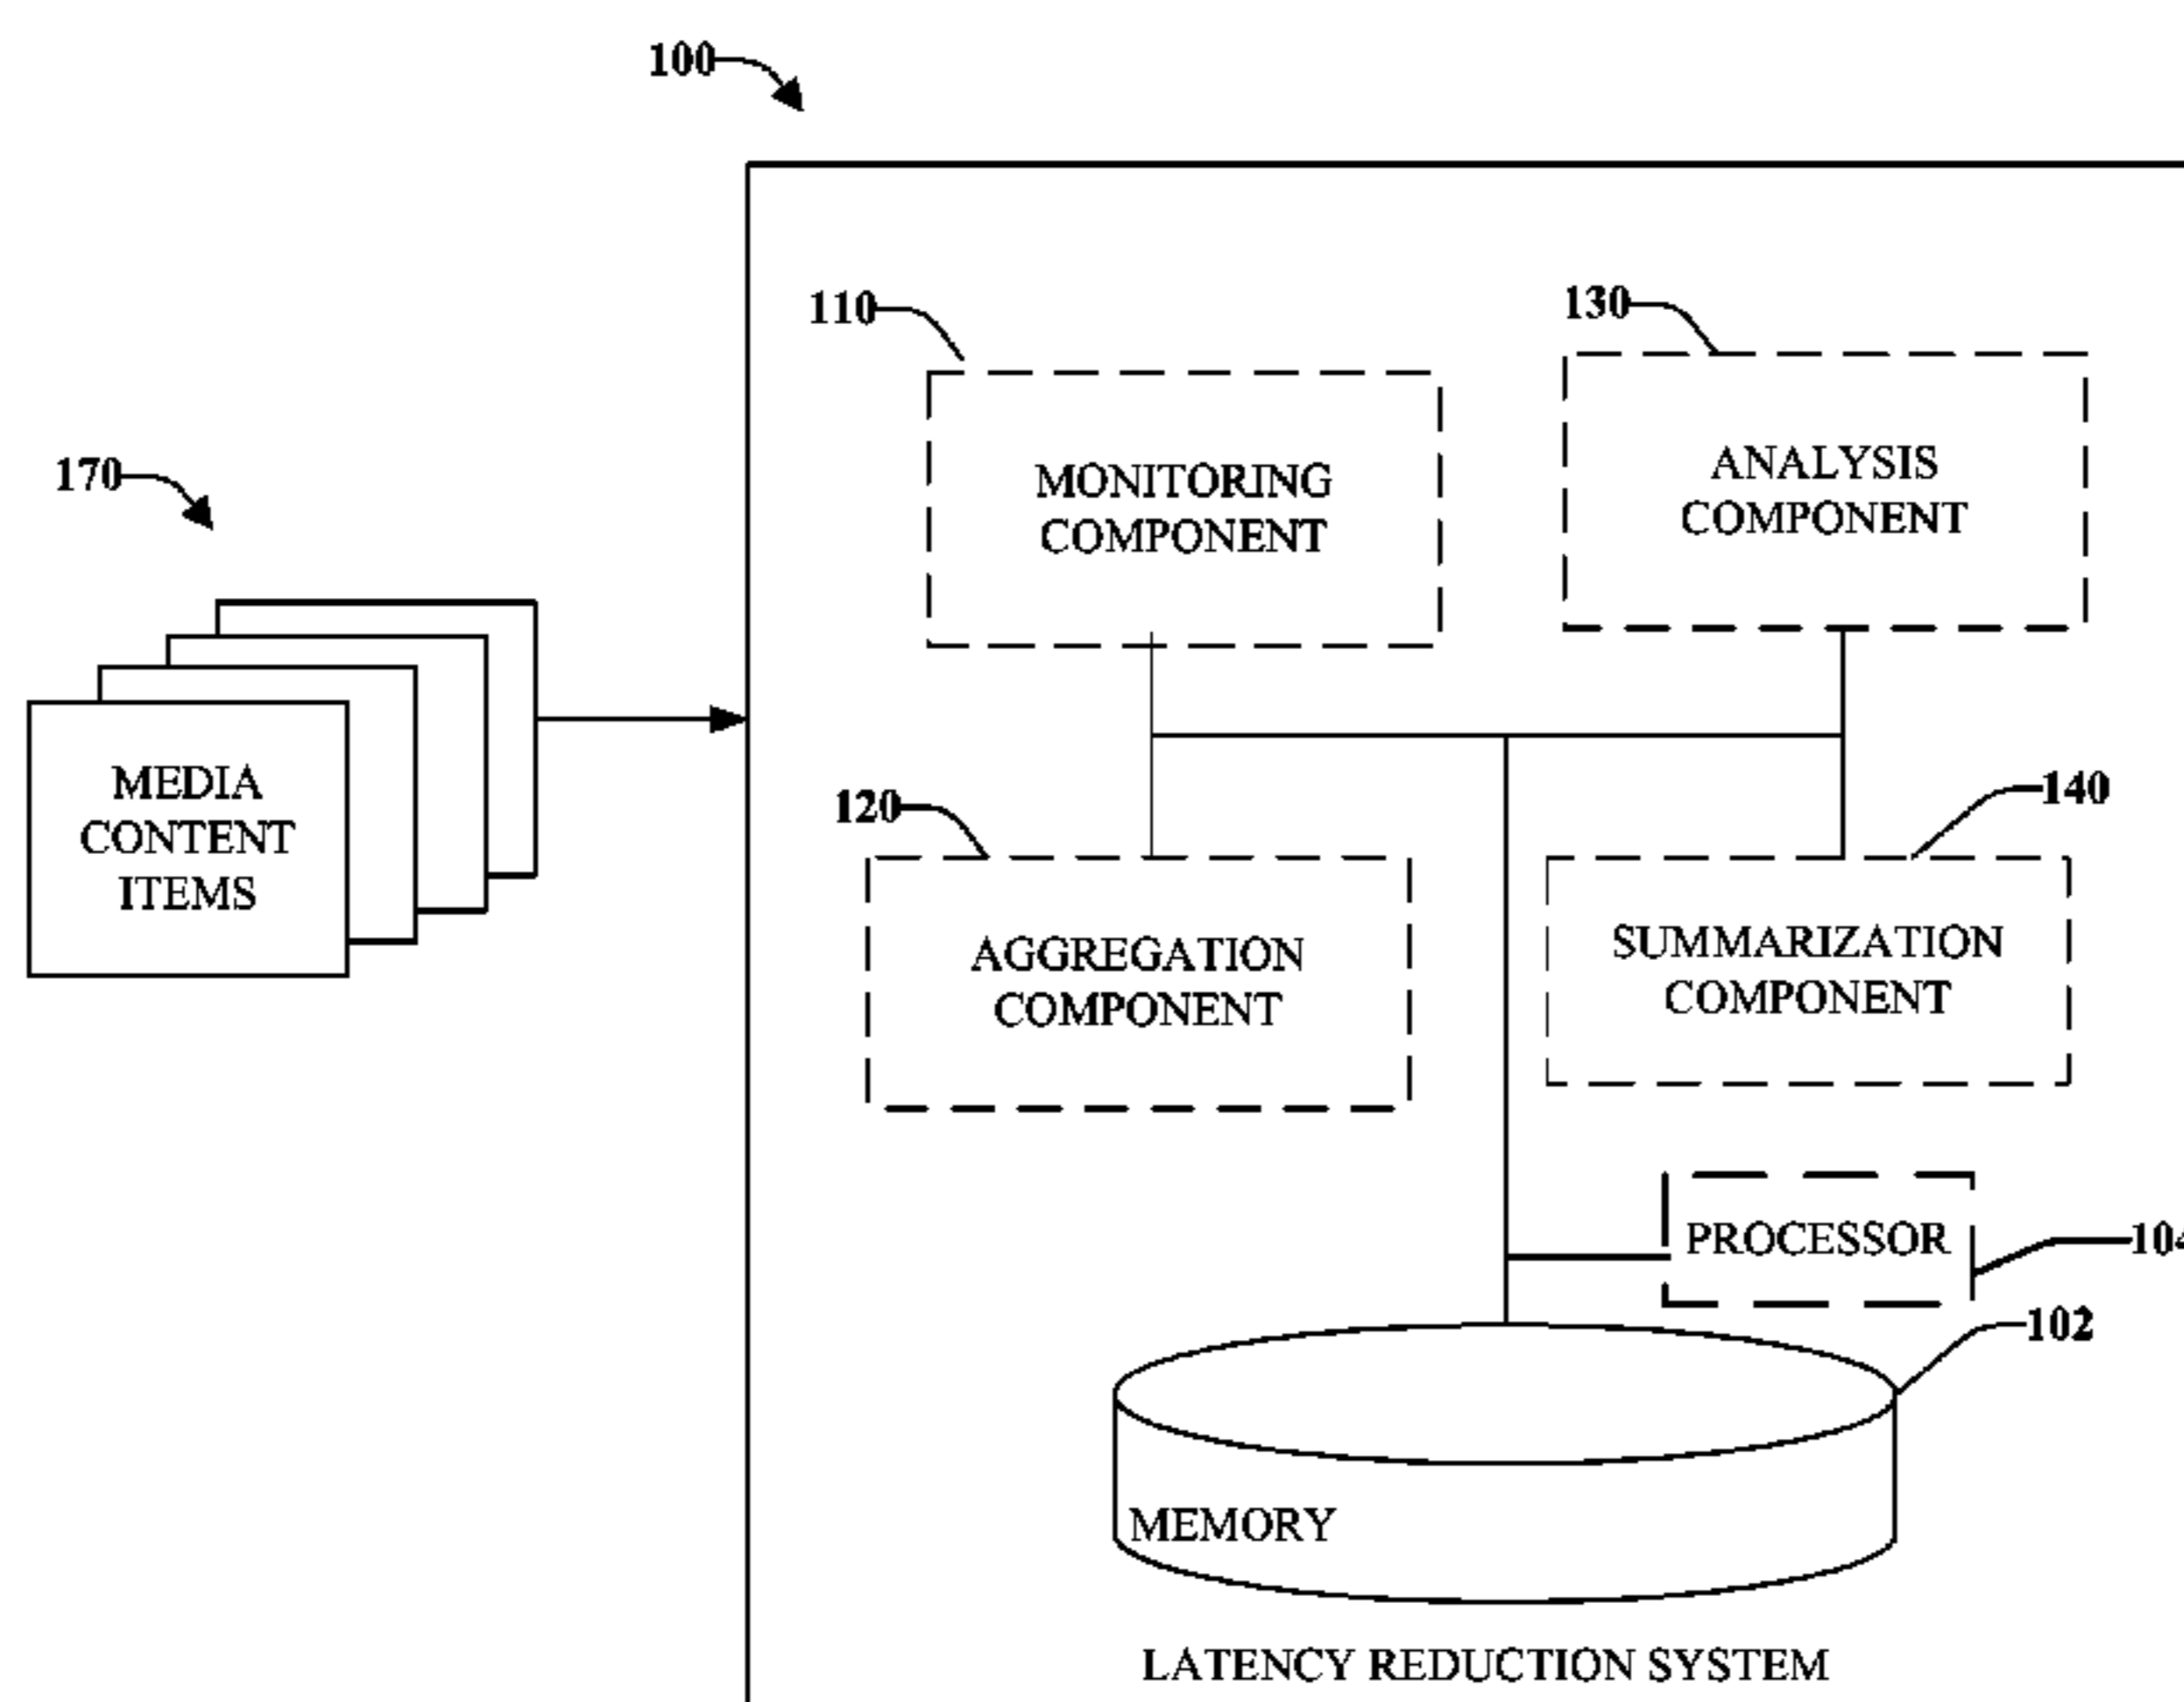 100
110
130
170
MONITORING
COMPONENT
ANALYSIS
COMPONENT
MEDIA
CONTENT
ITEMS
120
140
AGGREGATION
COMPONENT
SUMMARIZATION
COMPONENT
PROCESSOR
104
102
MEMORY
LATENCY REDUCTION SYSTEM